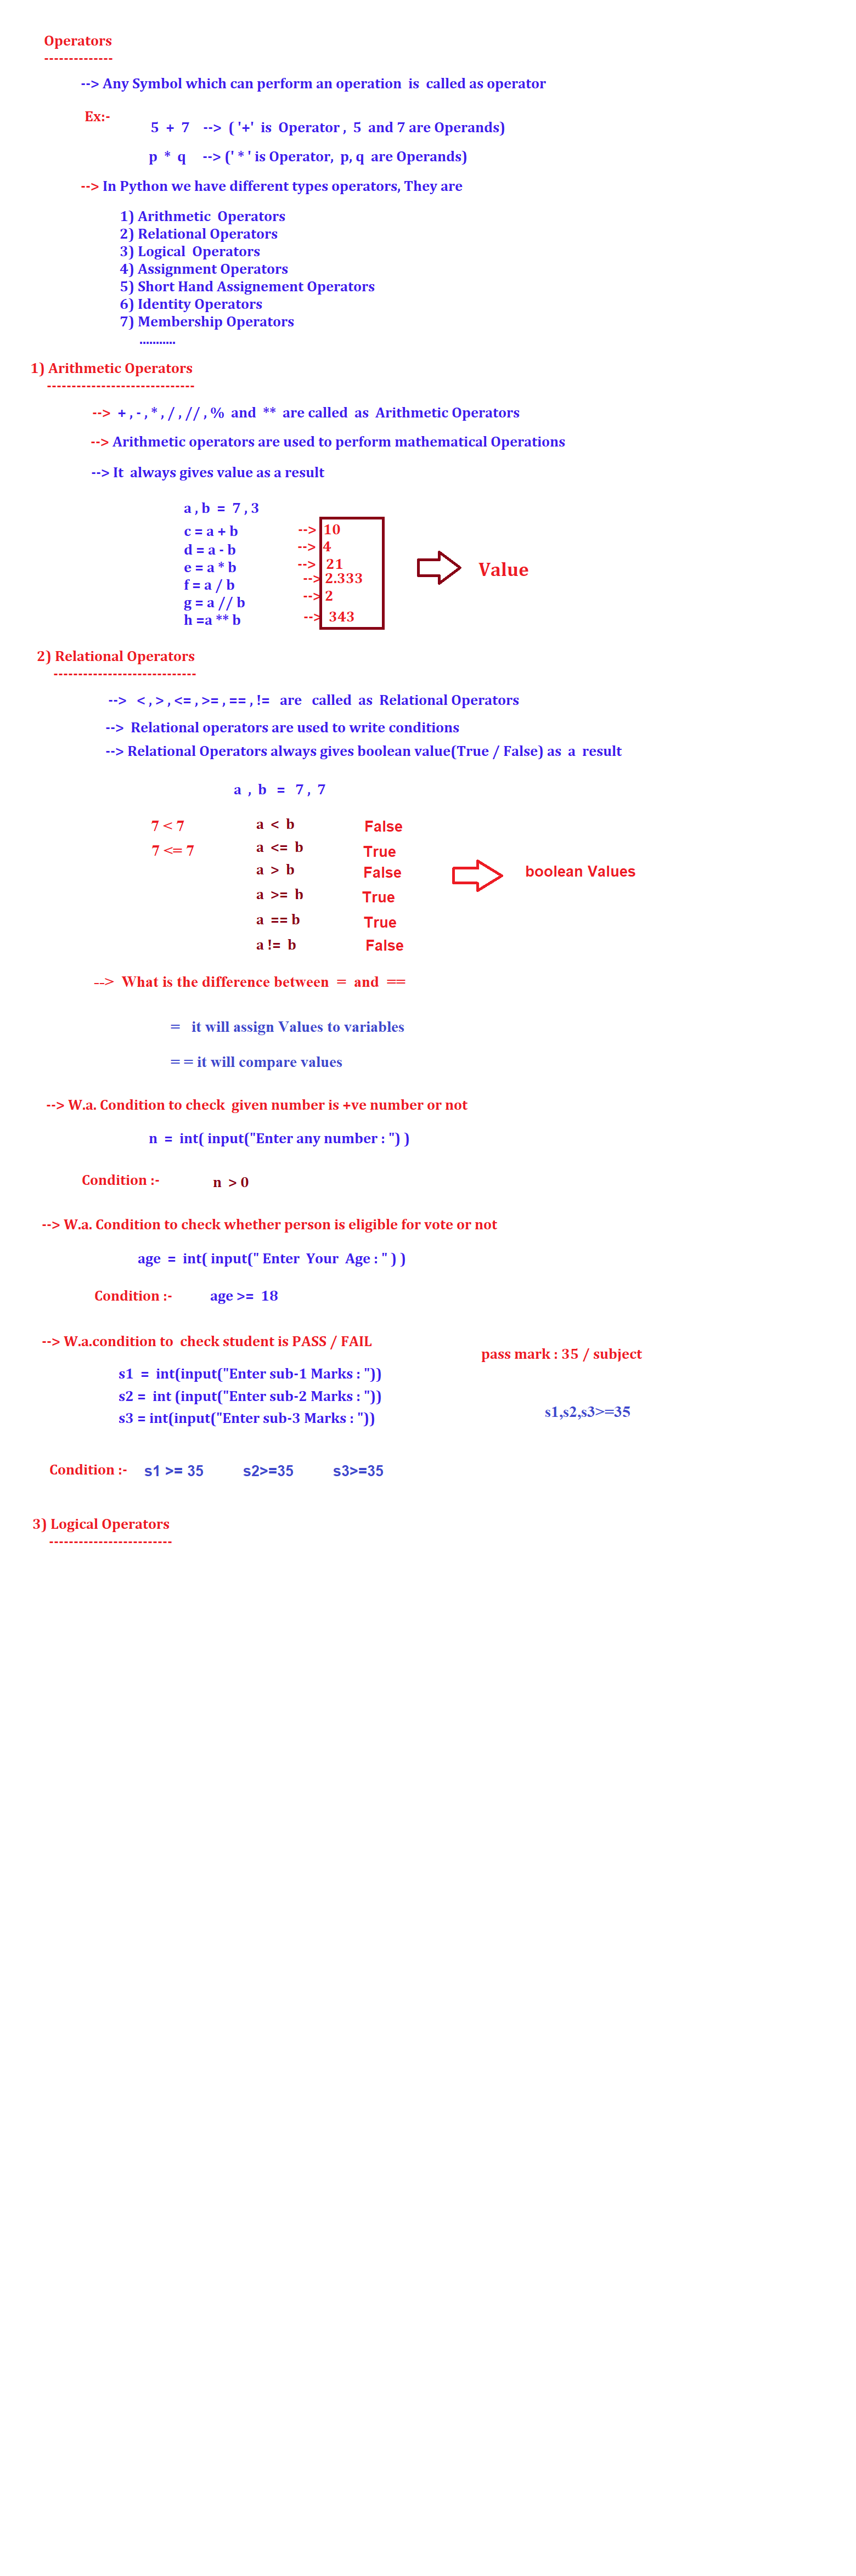 Operators
--------------
--> Any Symbol which can perform an operation is called as operator
Ex:-
5 + 7 --> ( '+' is Operator , 5 and 7 are Operands)
p * q --> (' * ' is Operator, p, q are Operands)
--> In Python we have different types operators, They are
1) Arithmetic Operators
2) Relational Operators
3) Logical Operators
4) Assignment Operators
5) Short Hand Assignement Operators
6) Identity Operators
7) Membership Operators
...........
1) Arithmetic Operators
------------------------------
--> + , - , * , / , // , % and ** are called as Arithmetic Operators
--> Arithmetic operators are used to perform mathematical Operations
--> It always gives value as a result
a , b = 7 , 3
c = a + b --> 10
d = a - b --> 4
e = a * b --> 21
f = a / b --> 2.333
g = a // b --> 2
h =a ** b --> 343
Value
2) Relational Operators
-----------------------------
--> < , > , <= , >= , == , != are called as Relational Operators
--> Relational operators are used to write conditions
--> Relational Operators always gives boolean value(True / False) as a result
a , b = 7 , 7
7 < 7 a < b False
7 <= 7 a <= b True
a > b False
boolean Values
a >= b True
a == b True
a != b False
--> What is the difference between = and ==
= it will assign Values to variables
= = it will compare values
--> W.a. Condition to check given number is +ve number or not
n = int( input("Enter any number : ") )
Condition :- n > 0
--> W.a. Condition to check whether person is eligible for vote or not
age = int( input(" Enter Your Age : " ) )
Condition :- age >= 18
--> W.a.condition to check student is PASS / FAIL
pass mark : 35 / subject
s1 = int(input("Enter sub-1 Marks : "))
s2 = int (input("Enter sub-2 Marks : "))
s3 = int(input("Enter sub-3 Marks : "))
s1,s2,s3>=35
Condition :- s1 >= 35 s2>=35 s3>=35
3) Logical Operators
-------------------------